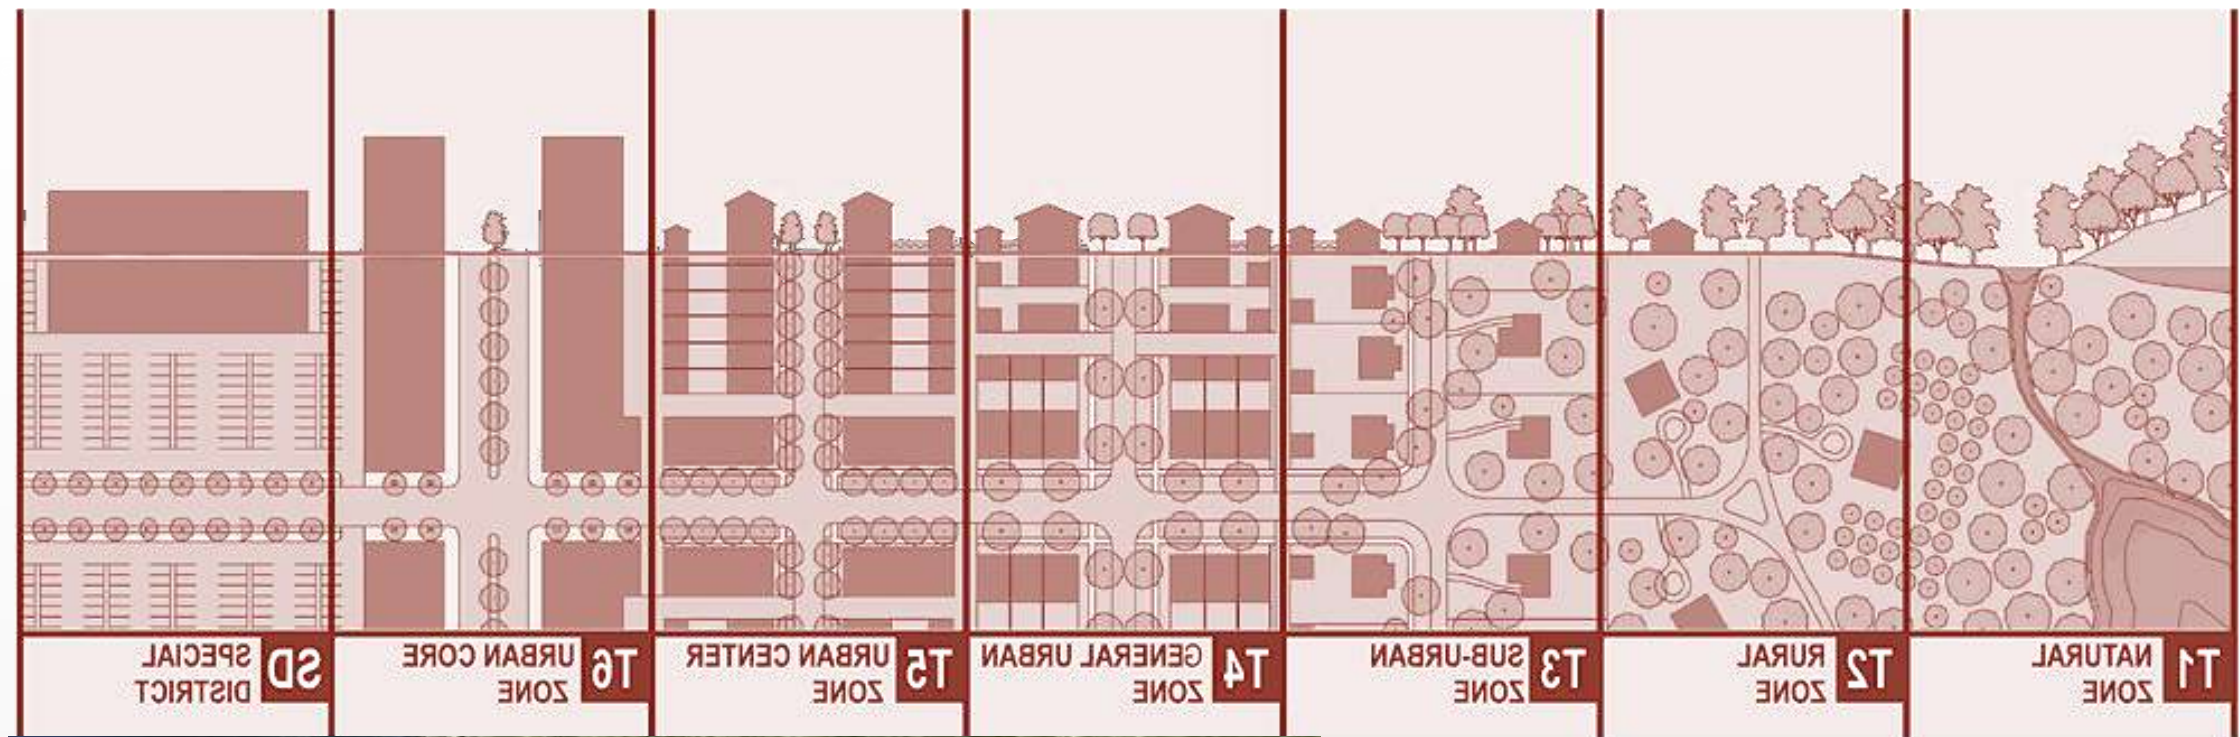 T1
NATURAL
ZONE
T2
RURAL
ZONE
T3
SUB-URBAN
ZONE
T4
GENERAL URBAN
ZONE
T5
URBAN CENTER
ZONE
T6
URBAN CORE
ZONE
SD
SPECIAL
DISTRICT